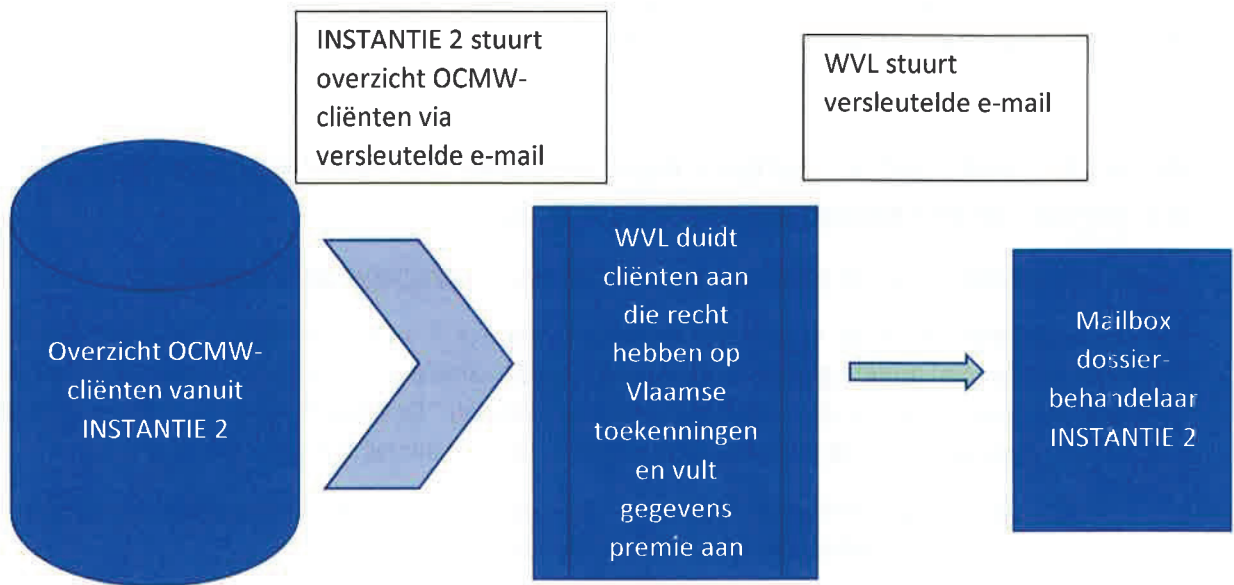 INSTANTIE 2 stuurt
overzicht OCMW-
cliënten via
versleutelde e-mail
WVL stuurt
versleutelde e-mail
Overzicht OCMW-
cliënten vanuit
INSTANTIE 2
WVL duidt
cliënten aan
die recht
hebben op
Vlaamse
toekenningen
en vult
gegevens
premie aan
Mailbox
dossier-
behandelaar
INSTANTIE 2